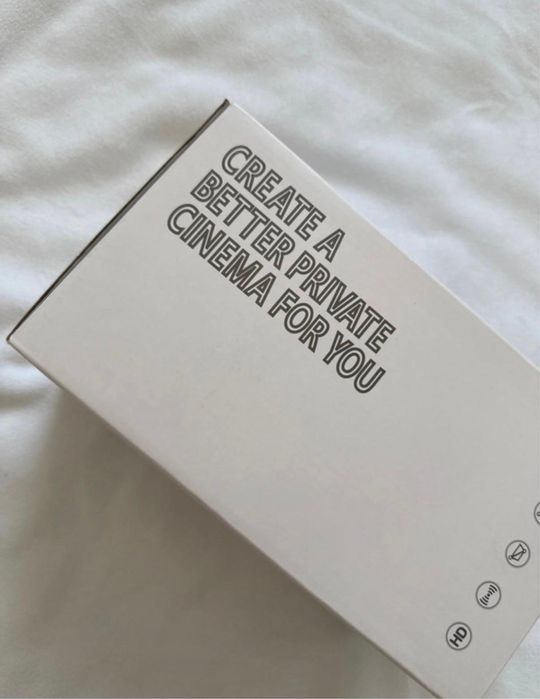 CREATE A
BETTER PRIVATE
CINEMA FOR YOU
HD